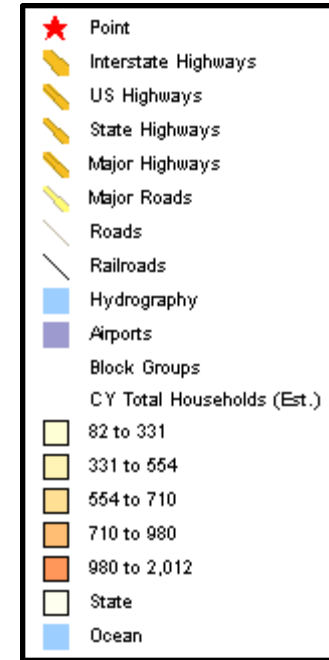 Point
Interstate Highways
US Highways
State Highways
Major Highways
Major Roads
Roads
Railroads
Hydrography
Airports
Block Groups
CY Total Households (Est.)
82 to 331
331 to 554
554 to 710
710 to 980
980 to 2,012
State
Ocean